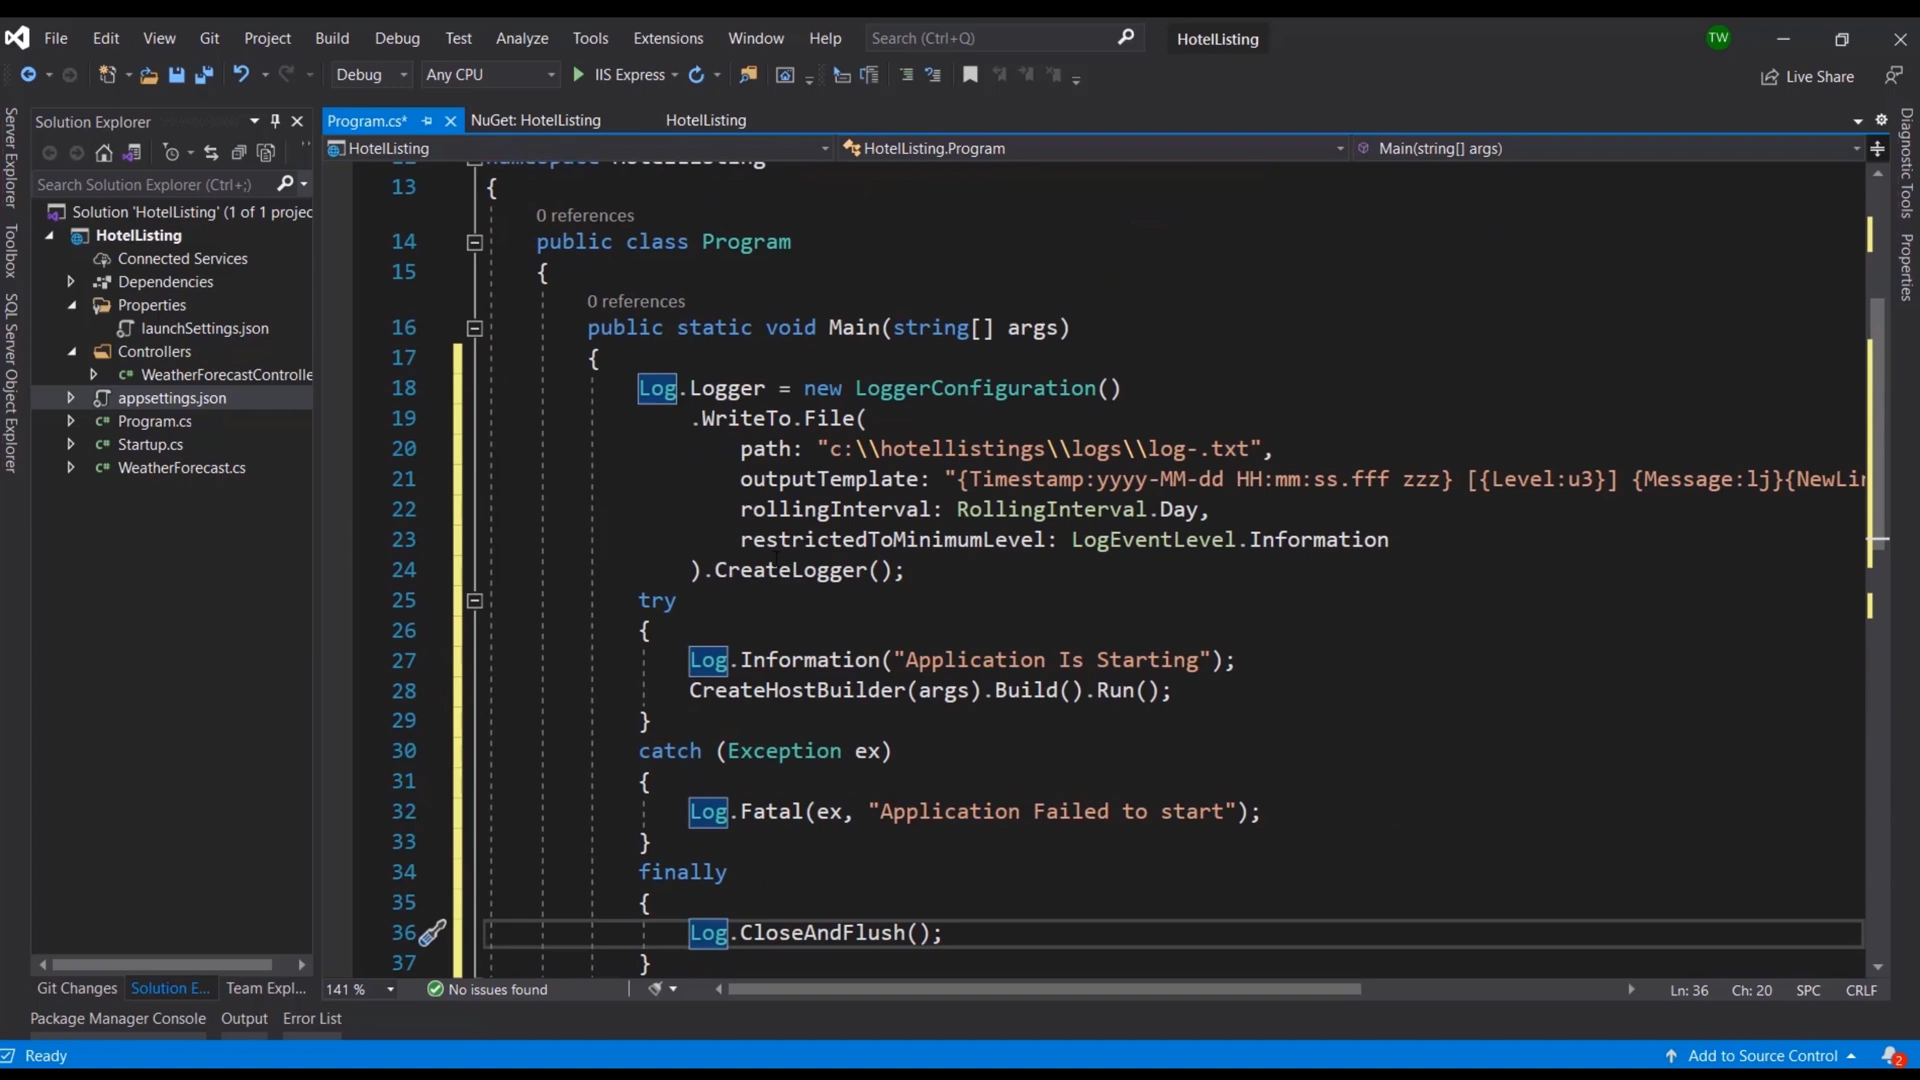 File Edit View Git Project Build Debug Test Analyze Tools Extensions Window Help Search (Ctrl+Q) HotelListing TW
Debug Any CPU IIS Express Live Share
Solution Explorer
Program.cs* NuGet: HotelListing HotelListing
HotelListing HotelListing.Program Main(string[] args)
Search Solution Explorer (Ctrl+;)
Solution 'HotelListing' (1 of 1 projec
HotelListing
Connected Services
Dependencies
Properties
launchSettings.json
Controllers
WeatherForecastControlle
appsettings.json
Program.cs
Startup.cs
WeatherForecast.cs
Server Explorer
Toolbox
SQL Server Object Explorer
13 {
0 references
14 public class Program
15 {
0 references
16 public static void Main(string[] args)
17 {
18 Log.Logger = new LoggerConfiguration()
19 .WriteTo.File(
20 path: "c:\\hotellistings\\logs\\log-.txt",
21 outputTemplate: "{Timestamp:yyyy-MM-dd HH:mm:ss.fff zzz} [{Level:u3}] {Message:lj}{NewLin
22 rollingInterval: RollingInterval.Day,
23 restrictedToMinimumLevel: LogEventLevel.Information
24 ).CreateLogger();
25 try
26 {
27 Log.Information("Application Is Starting");
28 CreateHostBuilder(args).Build().Run();
29 }
30 catch (Exception ex)
31 {
32 Log.Fatal(ex, "Application Failed to start");
33 }
34 finally
35 {
36 Log.CloseAndFlush();
37 }
Diagnostic Tools
Properties
Git Changes Solution E... Team Expl...
141 % No issues found Ln: 36 Ch: 20 SPC CRLF
Package Manager Console Output Error List
Ready Add to Source Control 2